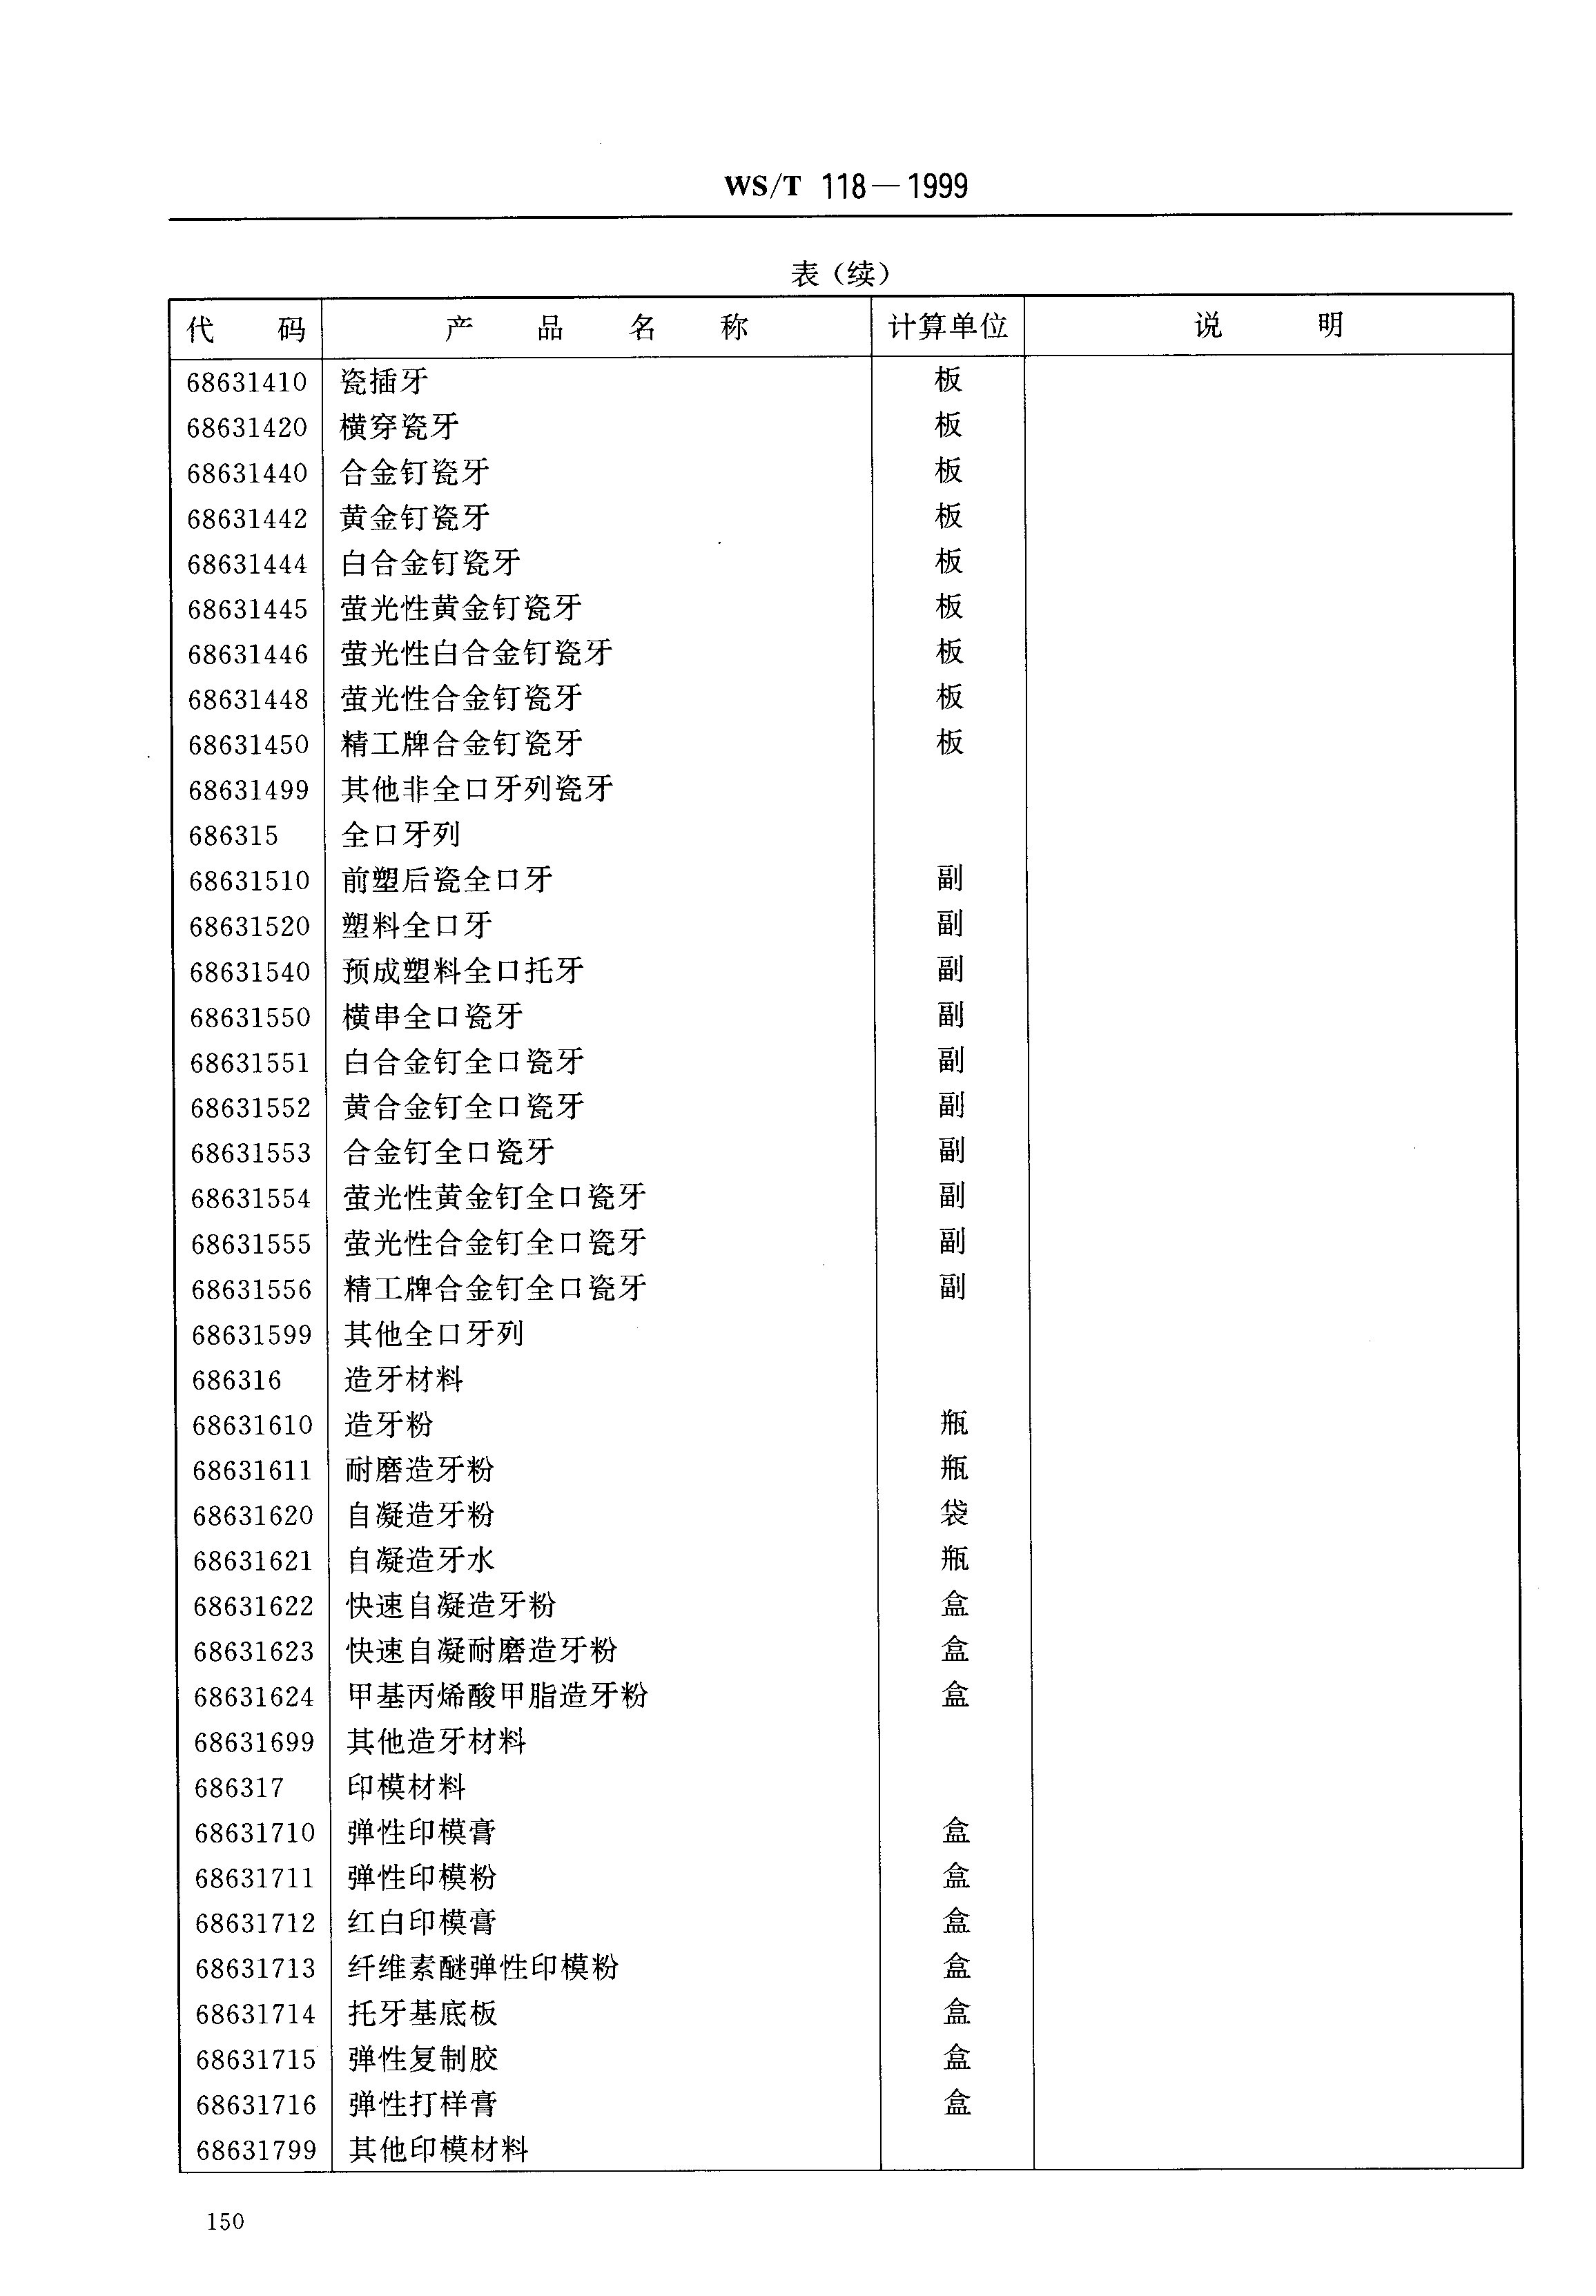 WS/T 118—1999
表（续）
代 码 产 品 名 称 计算单位 说 明
68631410 瓷插牙 板
68631420 横穿瓷牙 板
68631440 合金钉瓷牙 板
68631442 黄金钉瓷牙 板
68631444 白合金钉瓷牙 板
68631445 萤光性黄金钉瓷牙 板
68631446 萤光性白合金钉瓷牙 板
68631448 萤光性合金钉瓷牙 板
68631450 精工牌合金钉瓷牙 板
68631499 其他非全口牙列瓷牙
686315 全口牙列
68631510 前塑后瓷全口牙 副
68631520 塑料全口牙 副
68631540 预成塑料全口托牙 副
68631550 横串全口瓷牙 副
68631551 白合金钉全口瓷牙 副
68631552 黄合金钉全口瓷牙 副
68631553 合金钉全口瓷牙 副
68631554 萤光性黄金钉全口瓷牙 副
68631555 萤光性合金钉全口瓷牙 副
68631556 精工牌合金钉全口瓷牙 副
68631599 其他全口牙列
686316 造牙材料
68631610 造牙粉 瓶
68631611 耐磨造牙粉 瓶
68631620 自凝造牙粉 袋
68631621 自凝造牙水 瓶
68631622 快速自凝造牙粉 盒
68631623 快速自凝耐磨造牙粉 盒
68631624 甲基丙烯酸甲脂造牙粉 盒
68631699 其他造牙材料
686317 印模材料
68631710 弹性印模膏 盒
68631711 弹性印模粉 盒
68631712 红白印模膏 盒
68631713 纤维素醚弹性印模粉 盒
68631714 托牙基底板 盒
68631715 弹性复制胶 盒
68631716 弹性打样膏 盒
68631799 其他印模材料
150